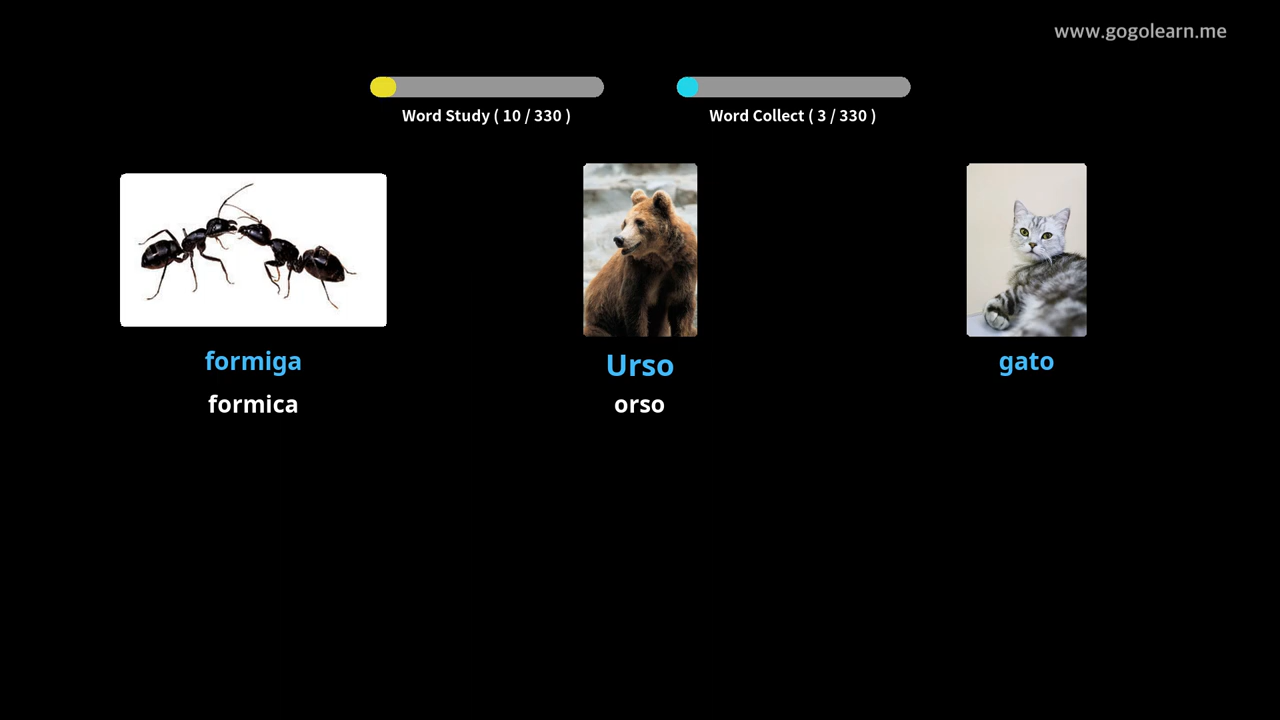 www.gogolearn.me
Word Study ( 10 / 330 )
Word Collect ( 3 / 330 )
formiga
formica
Urso
orso
gato